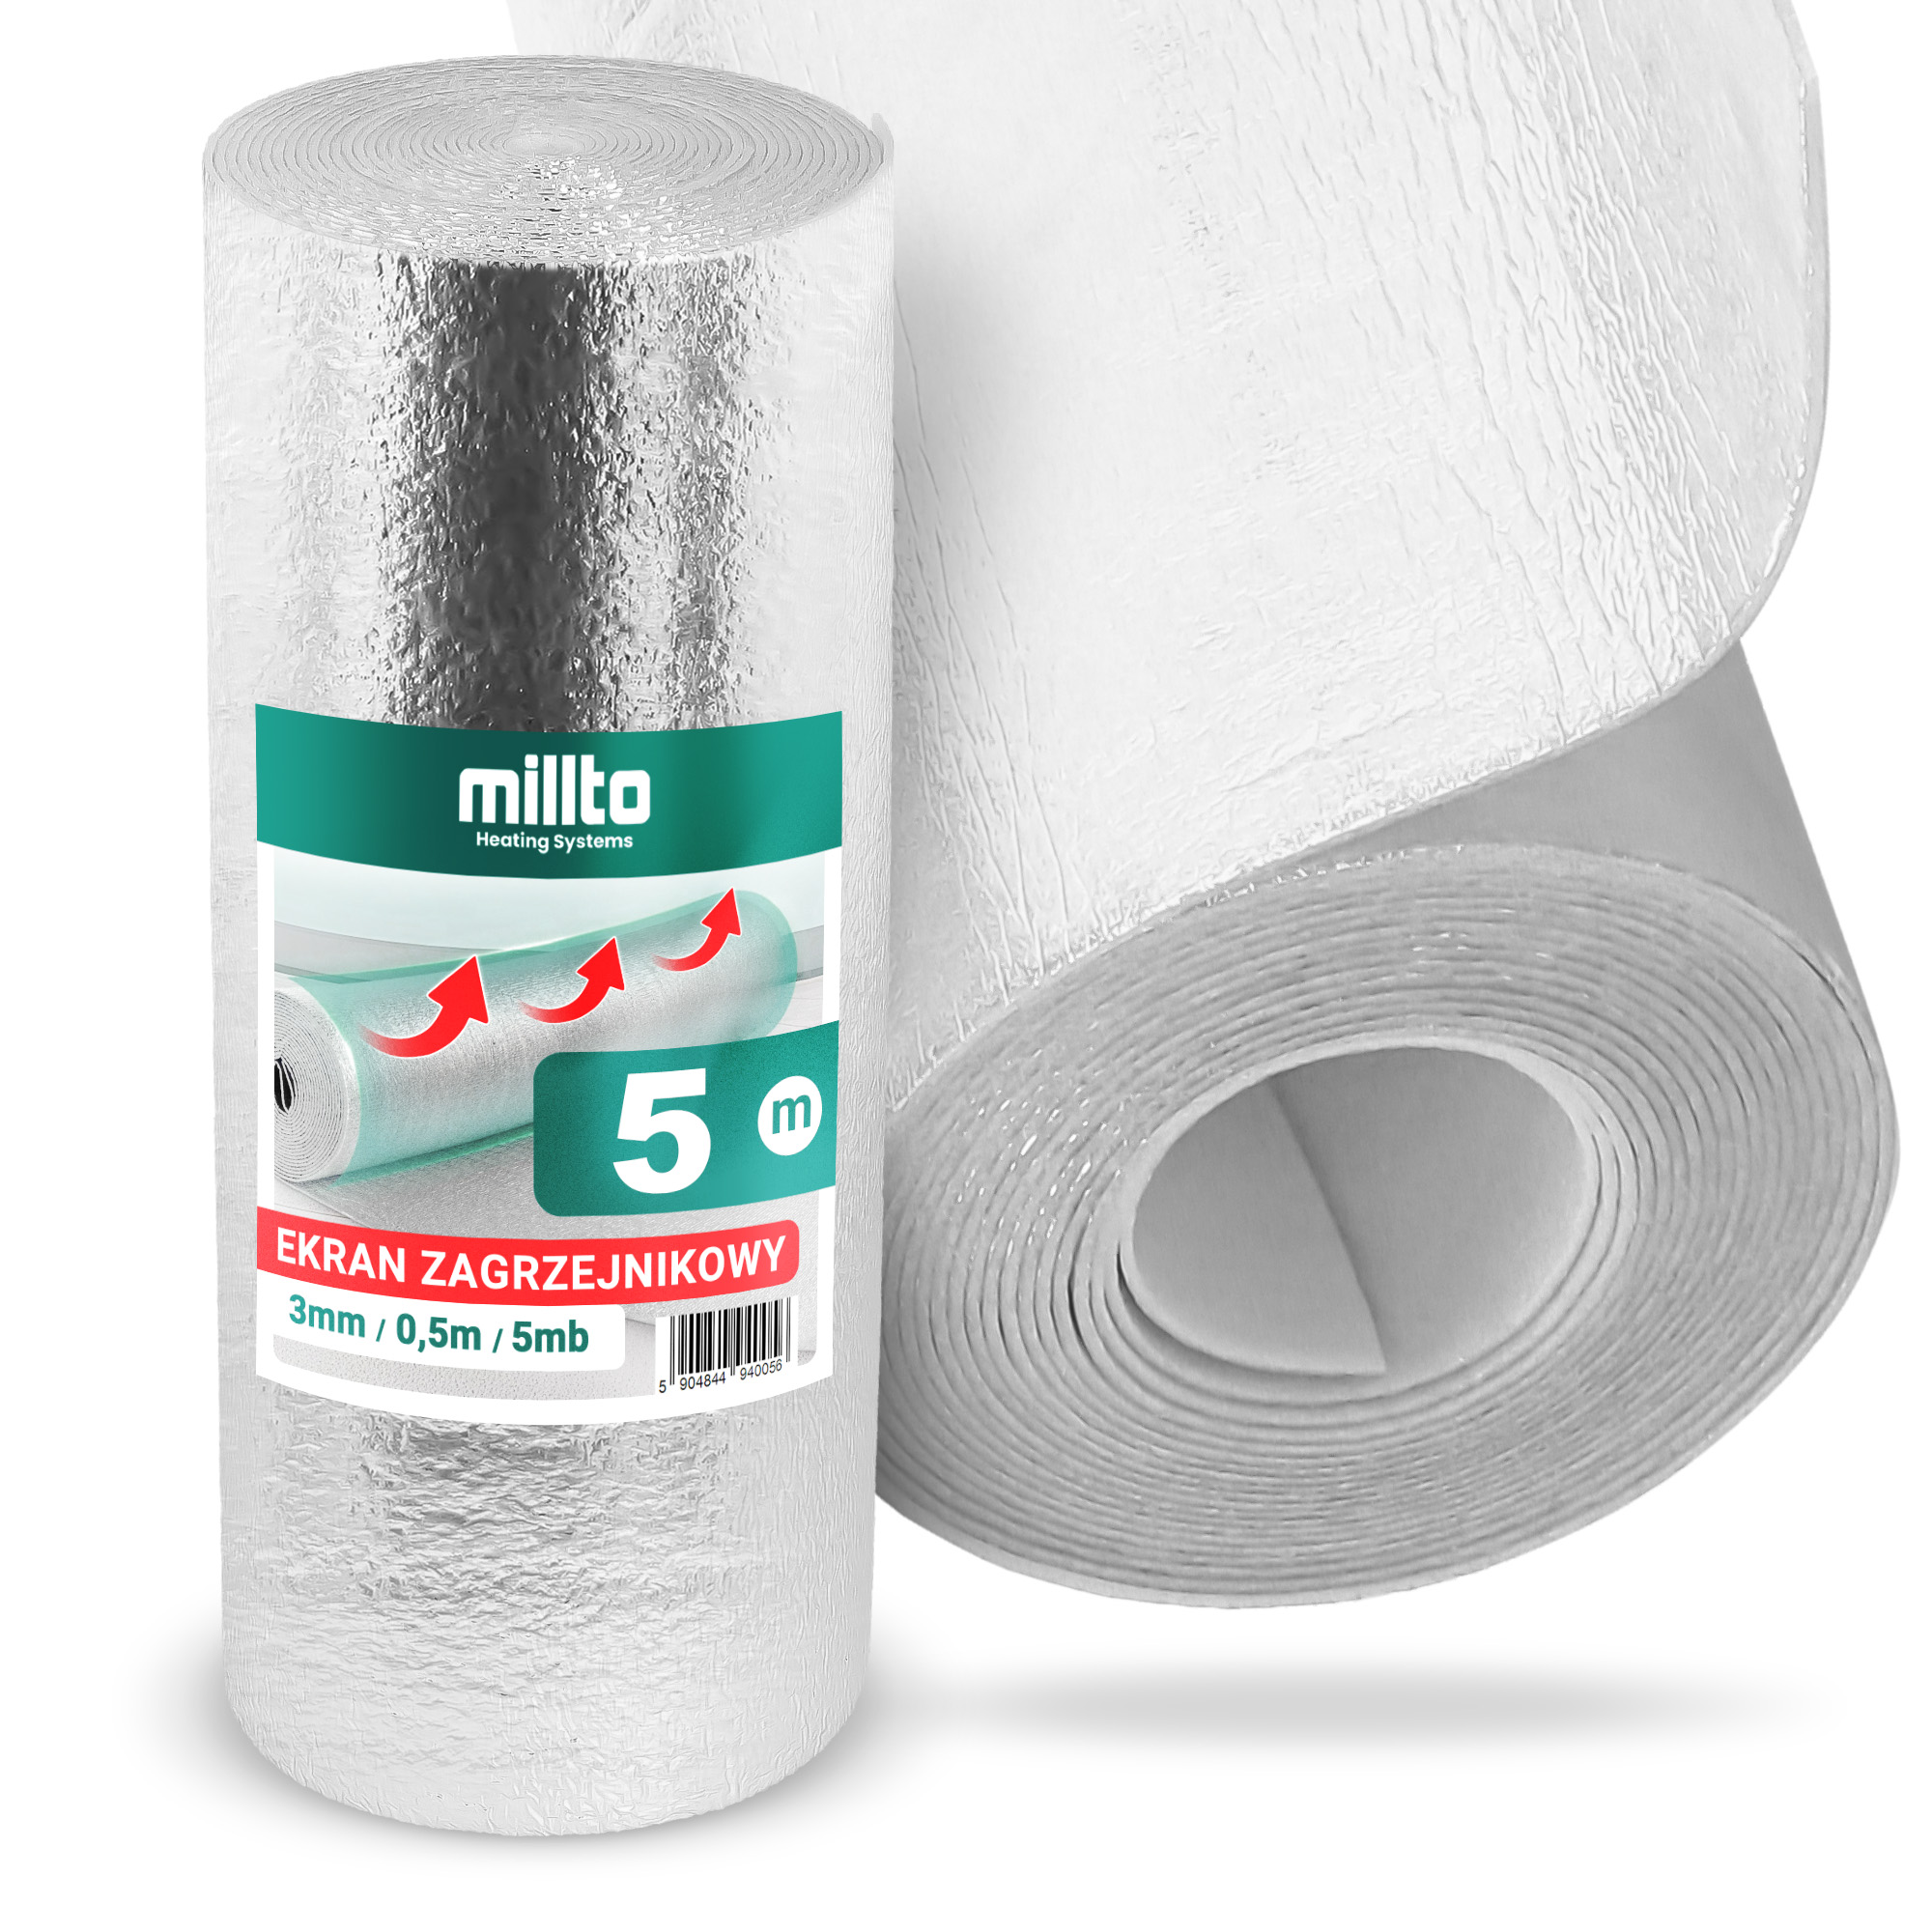 millto
Heating Systems
5 m
EKRAN ZAGRZEJNIKOWY
3mm / 0,5m / 5mb
5 904844 940056